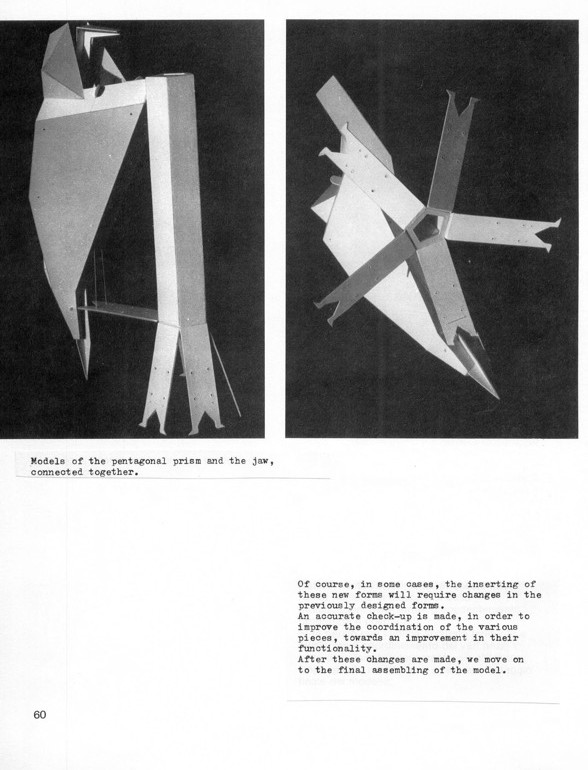 Models of the pentagonal prism and the jaw,
connected together.
Of course, in some cases, the inserting of
these new forms will require changes in the
previously designed forms.
An accurate check-up is made, in order to
improve the coordination of the various
pieces, towards an improvement in their
functionality.
After these changes are made, we move on
to the final assembling of the model.
60